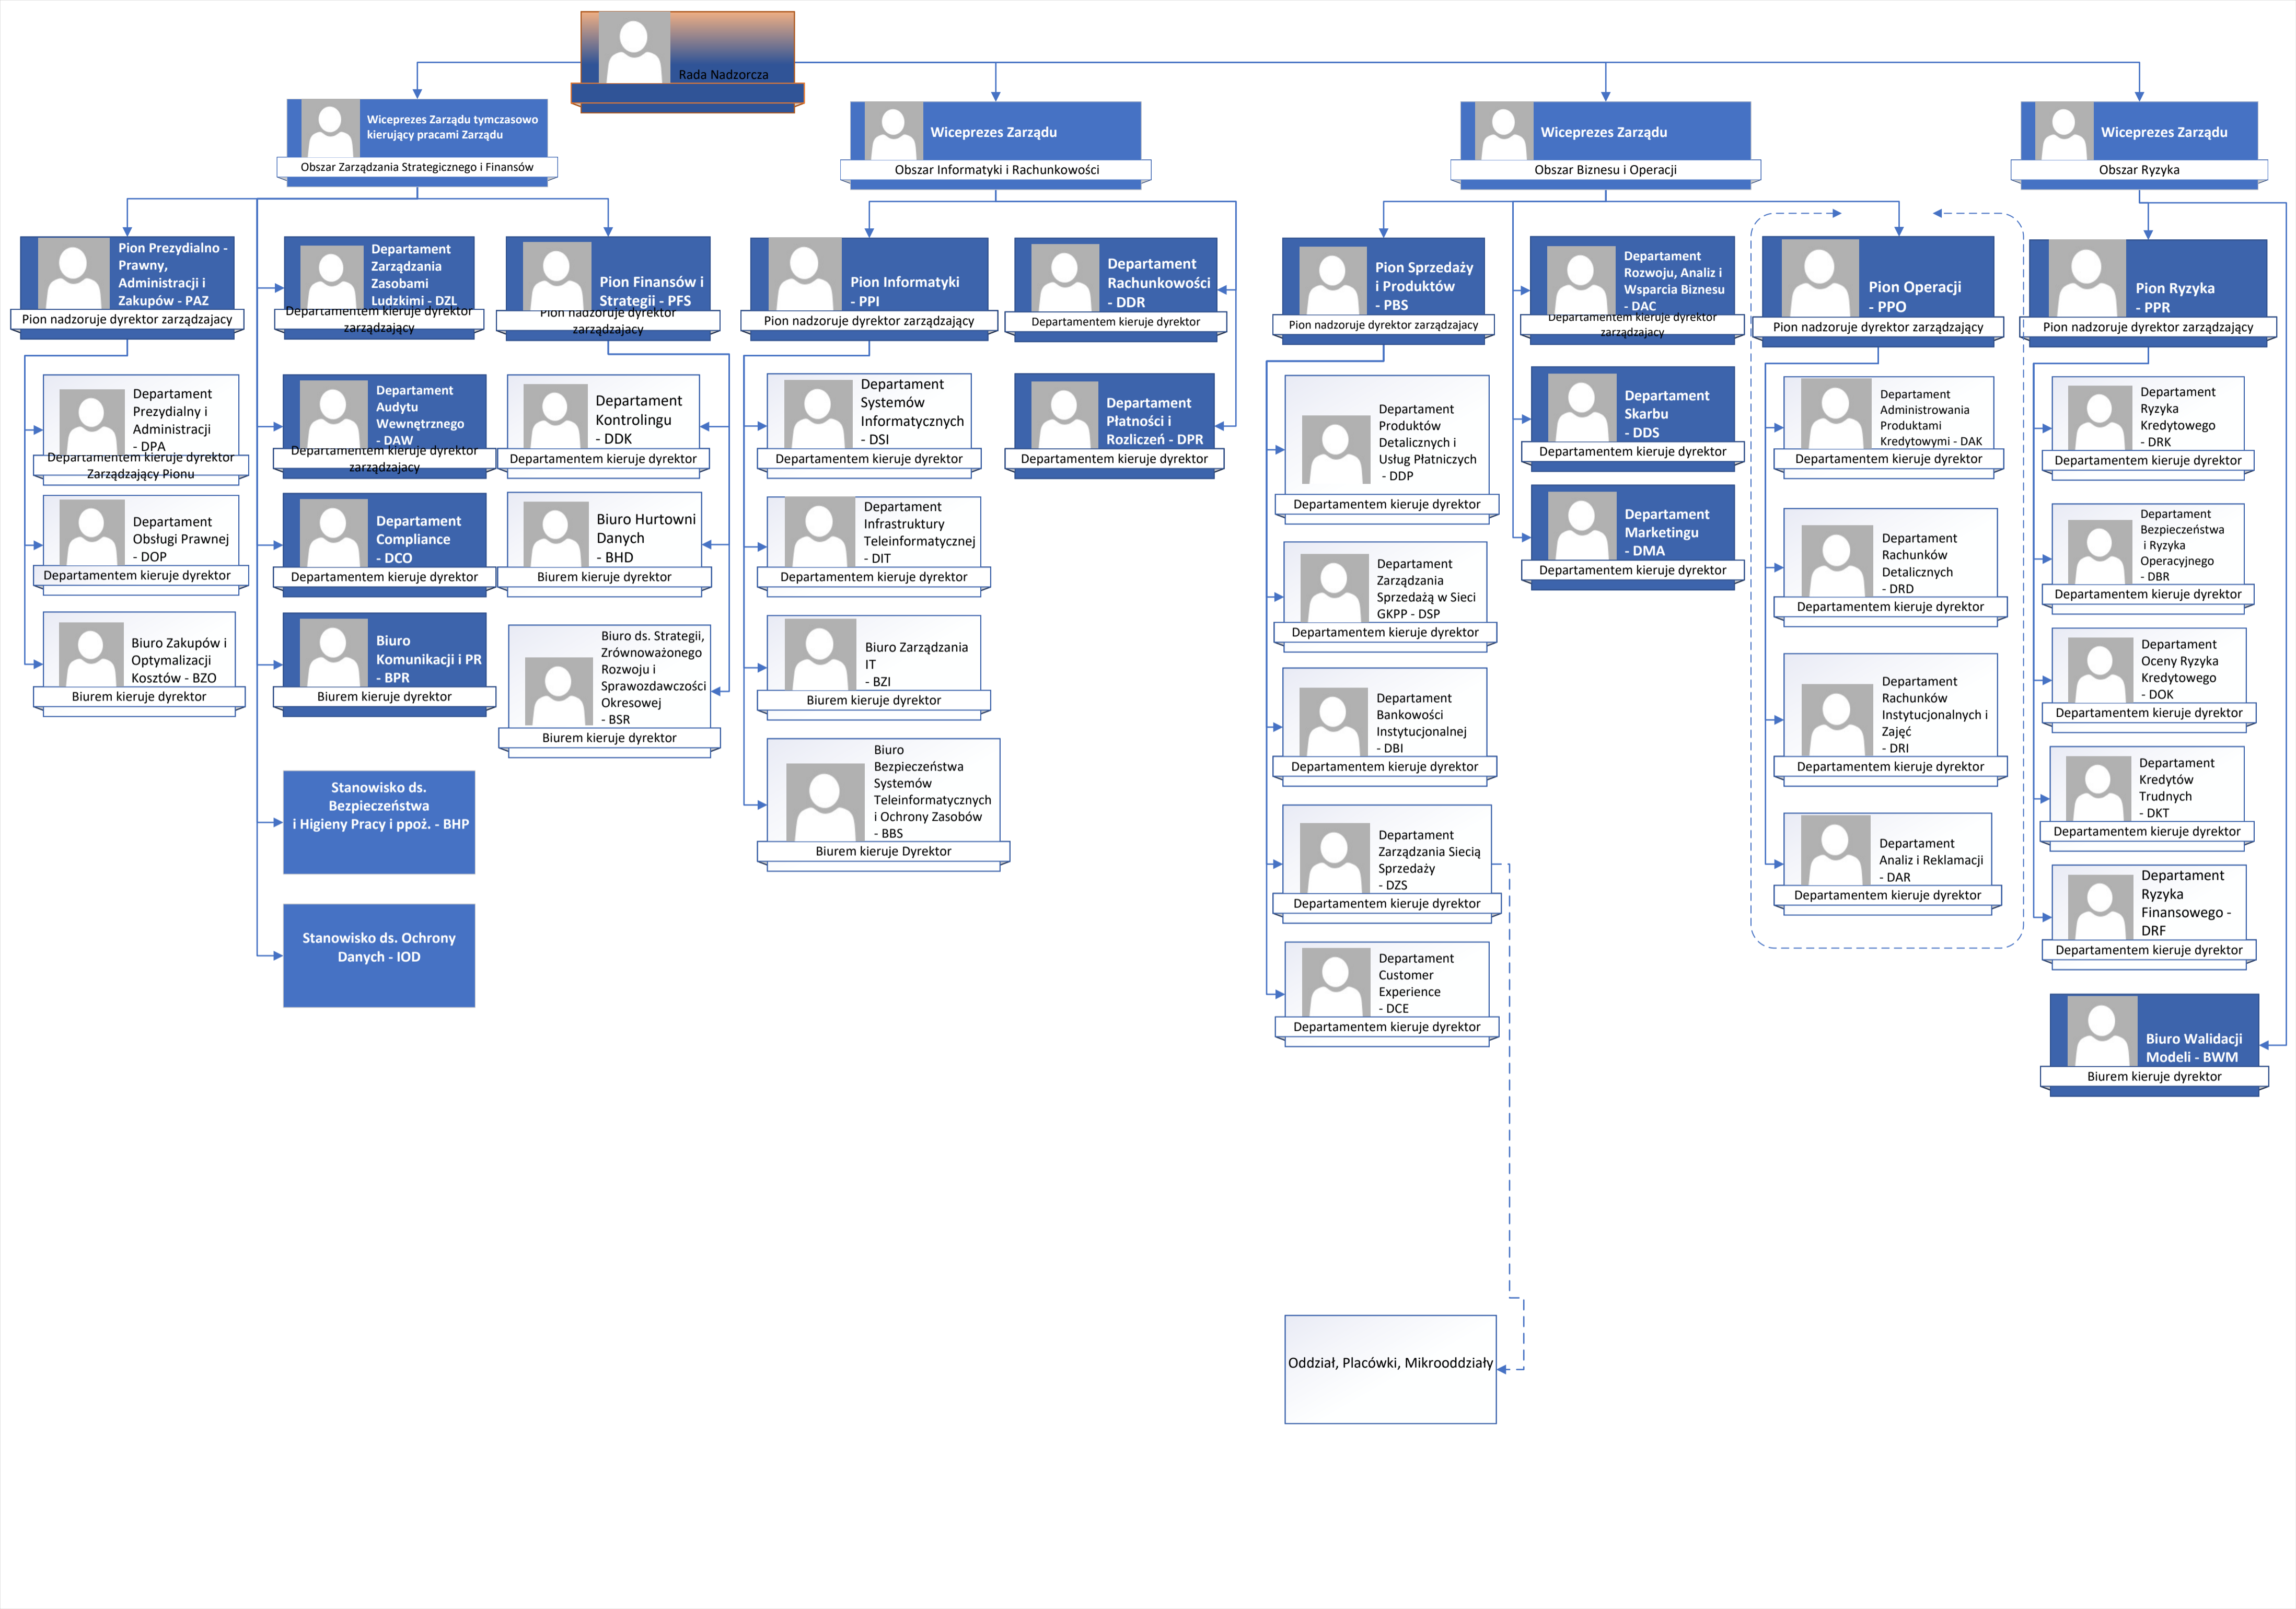 Rada Nadzorcza
Wiceprezes Zarządu tymczasowo
kierujący pracami Zarządu
Obszar Zarządzania Strategicznego i Finansów
Wiceprezes Zarządu
Obszar Informatyki i Rachunkowości
Wiceprezes Zarządu
Obszar Biznesu i Operacji
Wiceprezes Zarządu
Obszar Ryzyka
Pion Prezydialno -
Prawny,
Administracji i
Zakupów - PAZ
Pion nadzoruje dyrektor zarządzajacy
Departament
Prezydialny i
Administracji
- DPA
Departamentem kieruje dyrektor
Zarządzający Pionu
Departament
Obsługi Prawnej
- DOP
Departamentem kieruje dyrektor
Biuro Zakupów i
Optymalizacji
Kosztów - BZO
Biurem kieruje dyrektor
Departament
Zarządzania
Zasobami
Ludzkimi - DZL
Departamentem kieruje dyrektor
zarządzający
Departament
Audytu
Wewnętrznego
- DAW
Departamentem kieruje dyrektor
zarządzajacy
Departament
Compliance
- DCO
Departamentem kieruje dyrektor
Biuro
Komunikacji i PR
- BPR
Biurem kieruje dyrektor
Stanowisko ds.
Bezpieczeństwa
i Higieny Pracy i ppoż. - BHP
Stanowisko ds. Ochrony
Danych - IOD
Pion Finansów i
Strategii - PFS
Pion nadzoruje dyrektor
zarządzajacy
Departament
Kontrolingu
- DDK
Departamentem kieruje dyrektor
Biuro Hurtowni
Danych
- BHD
Biurem kieruje dyrektor
Biuro ds. Strategii,
Zrównoważonego
Rozwoju i
Sprawozdawczości
Okresowej
- BSR
Biurem kieruje dyrektor
Pion Informatyki
- PPI
Pion nadzoruje dyrektor zarządzający
Departament
Systemów
Informatycznych
- DSI
Departamentem kieruje dyrektor
Departament
Infrastruktury
Teleinformatycznej
- DIT
Departamentem kieruje dyrektor
Biuro Zarządzania
IT
- BZI
Biurem kieruje dyrektor
Biuro
Bezpieczeństwa
Systemów
Teleinformatycznych
i Ochrony Zasobów
- BBS
Biurem kieruje Dyrektor
Departament
Rachunkowości
- DDR
Departamentem kieruje dyrektor
Departament
Płatności i
Rozliczeń - DPR
Departamentem kieruje dyrektor
Pion Sprzedaży
i Produktów
- PBS
Pion nadzoruje dyrektor zarządzajacy
Departament
Produktów
Detalicznych i
Usług Płatniczych
- DDP
Departamentem kieruje dyrektor
Departament
Zarządzania
Sprzedażą w Sieci
GKPP - DSP
Departamentem kieruje dyrektor
Departament
Bankowości
Instytucjonalnej
- DBI
Departamentem kieruje dyrektor
Departament
Zarządzania Siecią
Sprzedaży
- DZS
Departamentem kieruje dyrektor
Departament
Customer
Experience
- DCE
Departamentem kieruje dyrektor
Oddział, Placówki, Mikrooddziały
Departament
Rozwoju, Analiz i
Wsparcia Biznesu
- DAC
Departamentem kieruje dyrektor
zarządzajacy
Departament
Skarbu
- DDS
Departamentem kieruje dyrektor
Departament
Marketingu
- DMA
Departamentem kieruje dyrektor
Pion Operacji
- PPO
Pion nadzoruje dyrektor zarządzający
Departament
Administrowania
Produktami
Kredytowymi - DAK
Departamentem kieruje dyrektor
Departament
Rachunków
Detalicznych
- DRD
Departamentem kieruje dyrektor
Departament
Rachunków
Instytucjonalnych i
Zajęć
- DRI
Departamentem kieruje dyrektor
Departament
Analiz i Reklamacji
- DAR
Departamentem kieruje dyrektor
Pion Ryzyka
- PPR
Pion nadzoruje dyrektor zarządzający
Departament
Ryzyka
Kredytowego
- DRK
Departamentem kieruje dyrektor
Departament
Bezpieczeństwa
i Ryzyka
Operacyjnego
- DBR
Departamentem kieruje dyrektor
Departament
Oceny Ryzyka
Kredytowego
- DOK
Departamentem kieruje dyrektor
Departament
Kredytów
Trudnych
- DKT
Departamentem kieruje dyrektor
Departament
Ryzyka
Finansowego -
DRF
Departamentem kieruje dyrektor
Biuro Walidacji
Modeli - BWM
Biurem kieruje dyrektor